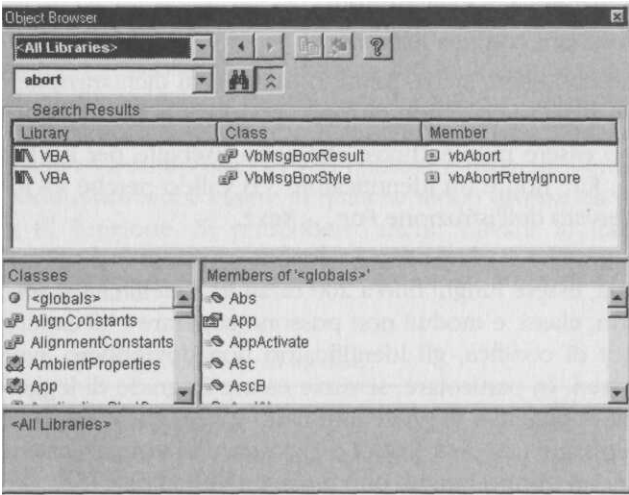 Object Browser
<All Libraries>
abort
Search Results
Library Class Member
VBA VbMsgBoxResult vbAbort
VBA VbMsgBoxStyle vbAbortRetryIgnore
Classes
<globals>
AlignConstants
AlignmentConstants
AmbientProperties
App
Members of '<globals>'
Abs
App
AppActivate
Asc
AscB
<All Libraries>